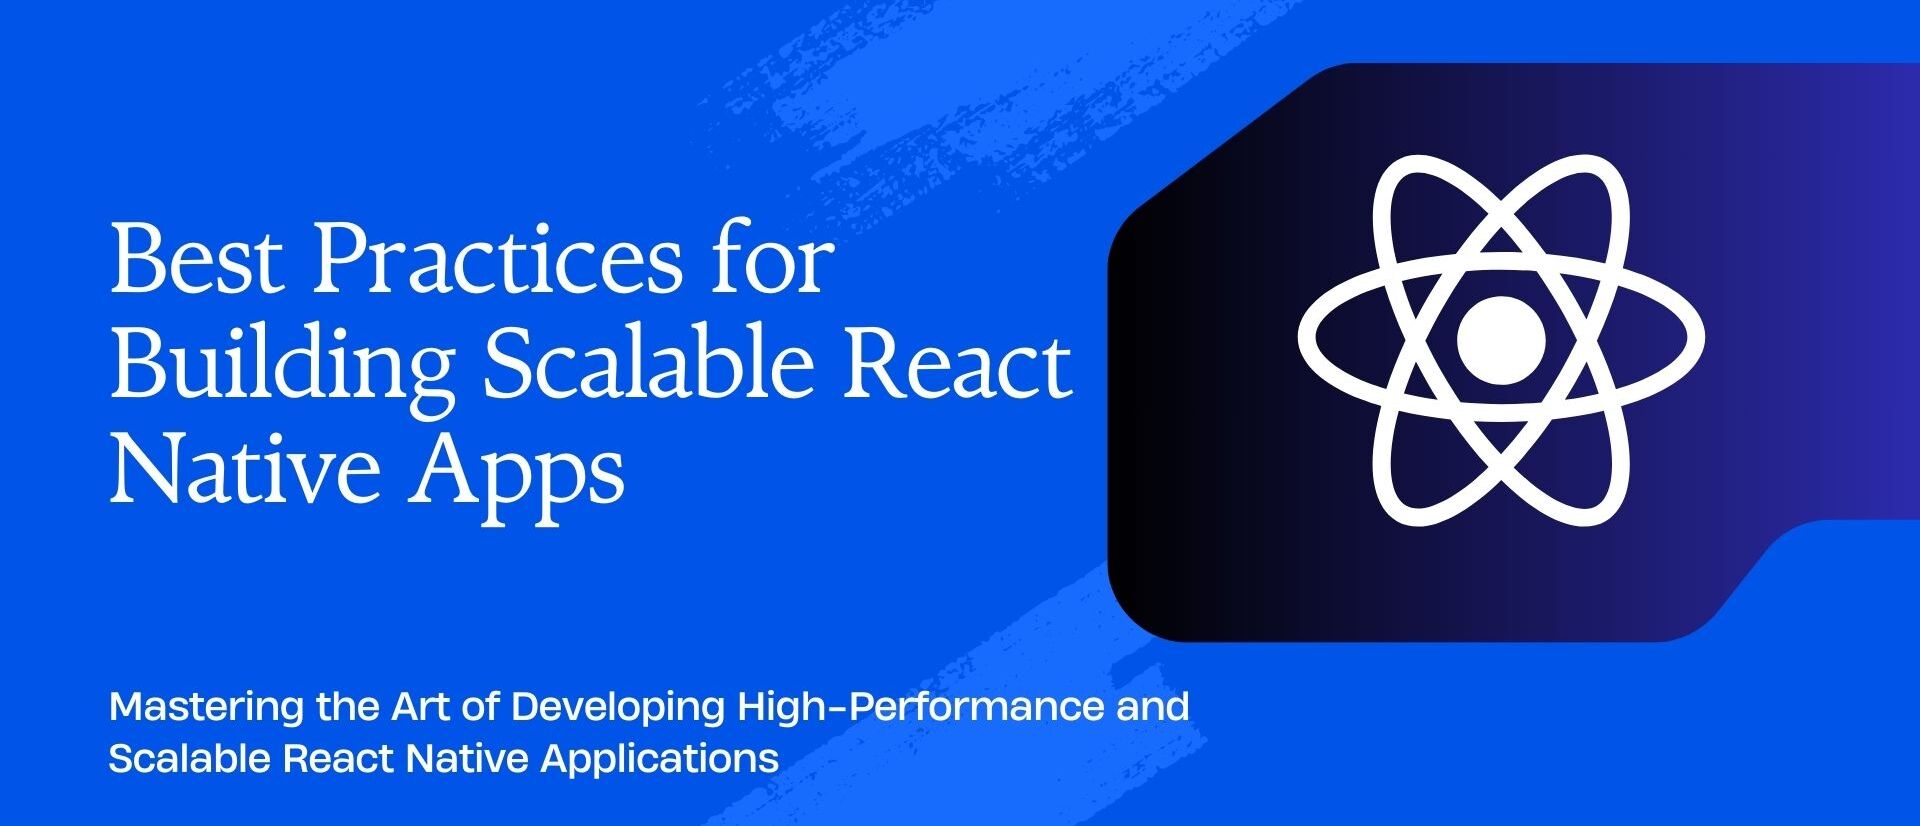 Best Practices for
Building Scalable React
Native Apps
Mastering the Art of Developing High-Performance and
Scalable React Native Applications